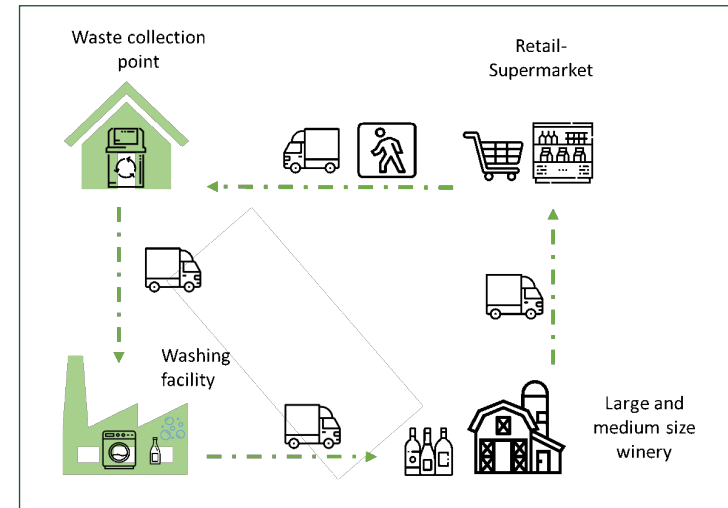 Waste collection
point
Retail-
Supermarket
Washing
facility
Large and
medium size
winery